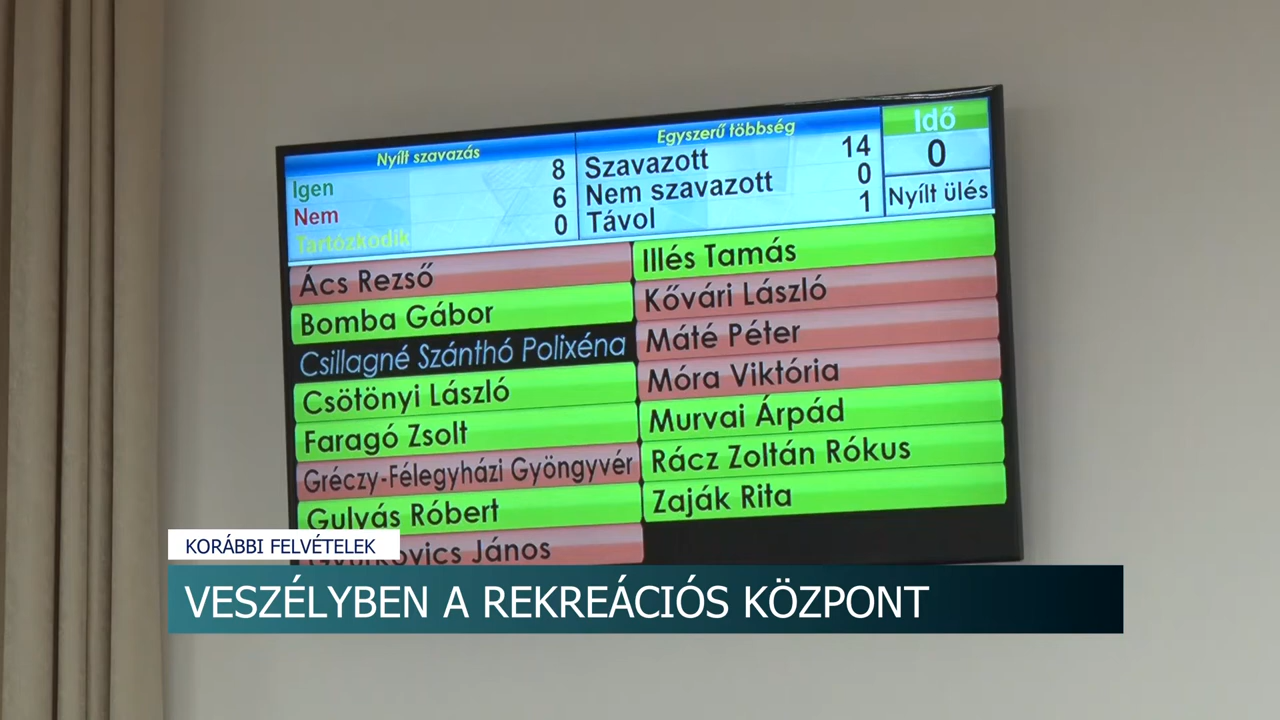 Nyílt szavazás
Igen 8
Nem 6
Tartózkodik 0
Egyszerű többség
Szavazott 14
Nem szavazott 0
Távol 1
Idő
0
Nyílt ülés
Ács Rezső
Bomba Gábor
Csillagné Szánthó Polixéna
Csötönyi László
Faragó Zsolt
Gréczy-Félegyházi Gyöngyvér
Gulyás Róbert
János
Illés Tamás
Kővári László
Máté Péter
Móra Viktória
Murvai Árpád
Rácz Zoltán Rókus
Zaják Rita
KORÁBBI FELVÉTELEK
VESZÉLYBEN A REKREÁCIÓS KÖZPONT